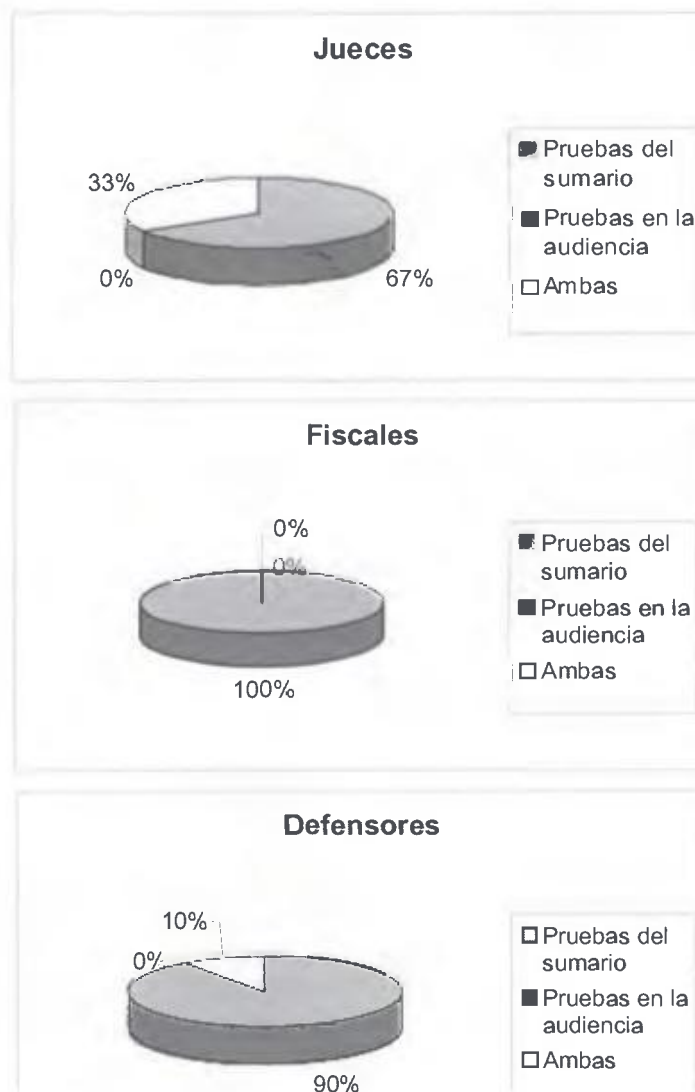 Jueces
33%
0%
67%
Pruebas del
sumario
Pruebas en la
audiencia
Ambas
Fiscales
0%
0%
100%
Pruebas del
sumario
Pruebas en la
audiencia
Ambas
Defensores
10%
0%
90%
Pruebas del
sumario
Pruebas en la
audiencia
Ambas